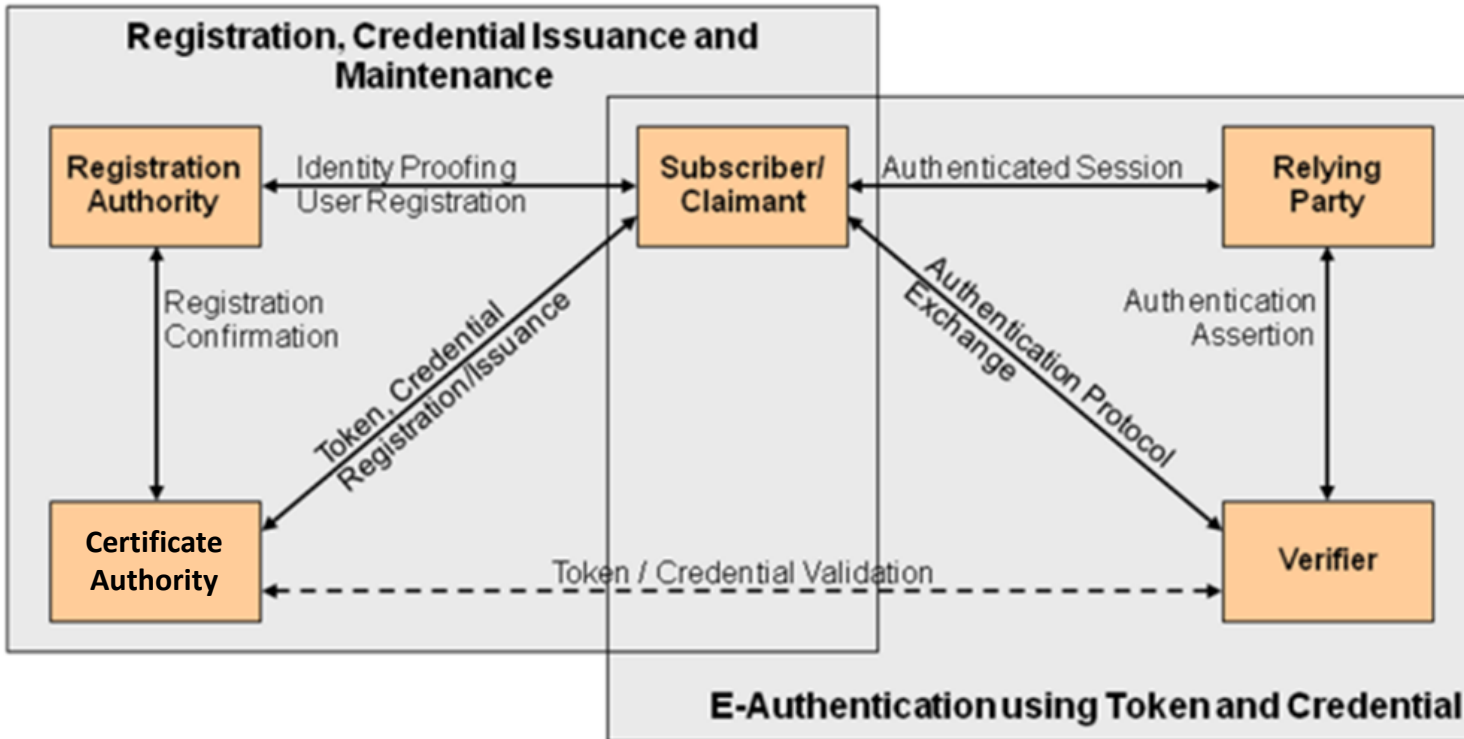 Registration, Credential Issuance and
Maintenance
Registration
Authority
Identity Proofing
User Registration
Subscriber/
Claimant
Authenticated Session
Relying
Party
Registration
Confirmation
Token, Credential
Registration/Issuance
Authentication Protocol
Exchange
Authentication
Assertion
Certificate
Authority
Token / Credential Validation
Verifier
E-Authentication using Token and Credential